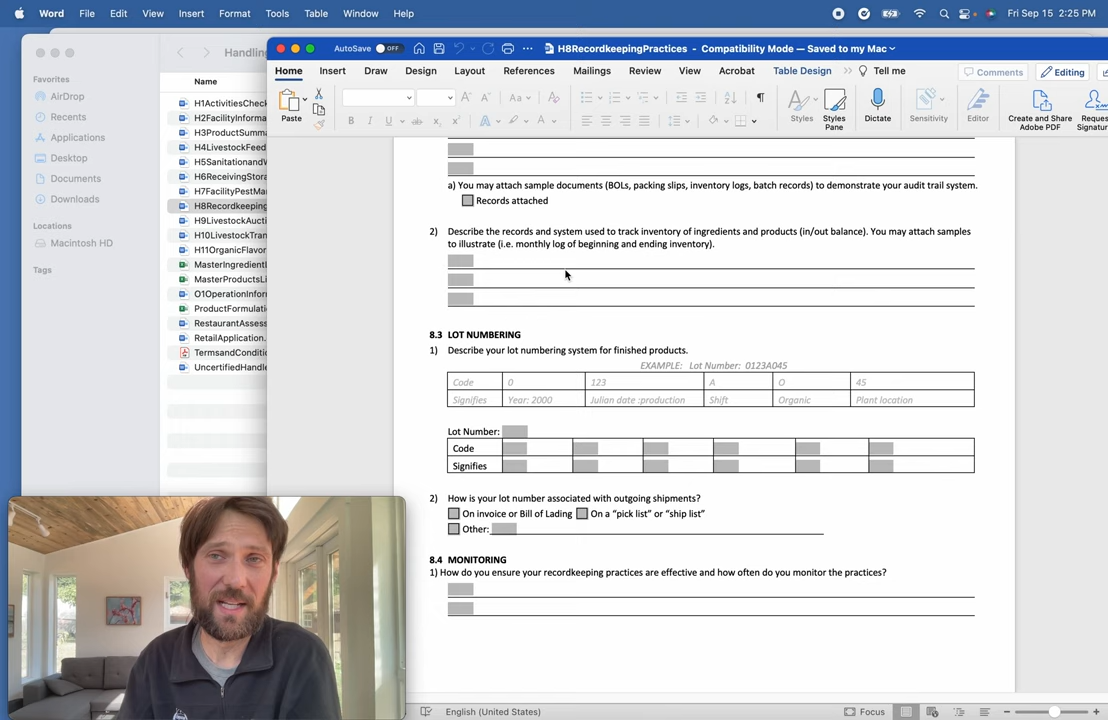 Word File Edit View Insert Format Tools Table Window Help Fri Sep 15 2:25 PM
AutoSave OFF H8RecordkeepingPractices - Compatibility Mode — Saved to my Mac
Home Insert Draw Design Layout References Mailings Review View Acrobat Table Design Tell me Comments Editing
Paste Styles Styles Pane Dictate Sensitivity Editor Create and Share Adobe PDF
Favorites
AirDrop
Recents
Applications
Desktop
Documents
Downloads
Locations
Macintosh HD
Tags
Handling
Name
H1ActivitiesCheck
H2FacilityInforma
H3ProductSumma
H4LivestockFeed
H5SanitationandW
H6ReceivingStora
H7FacilityPestMa
H8Recordkeeping
H9LivestockAucti
H10LivestockTran
H11OrganicFlavor
MasterIngredient
MasterProductsLi
O1OperationInfor
ProductFormulati
RestaurantAssess
RetailApplication.
TermsandConditio
UncertifiedHandle
a) You may attach sample documents (BOLs, packing slips, inventory logs, batch records) to demonstrate your audit trail system.
Records attached
2) Describe the records and system used to track inventory of ingredients and products (in/out balance). You may attach samples
to illustrate (i.e. monthly log of beginning and ending inventory).
8.3 LOT NUMBERING
1) Describe your lot numbering system for finished products.
EXAMPLE: Lot Number: 0123A045
Code 0 123 A O 45
Signifies Year: 2000 Julian date :production Shift Organic Plant location
Lot Number:
Code
Signifies
2) How is your lot number associated with outgoing shipments?
On invoice or Bill of Lading On a “pick list” or “ship list”
Other:
8.4 MONITORING
1) How do you ensure your recordkeeping practices are effective and how often do you monitor the practices?
English (United States) Focus